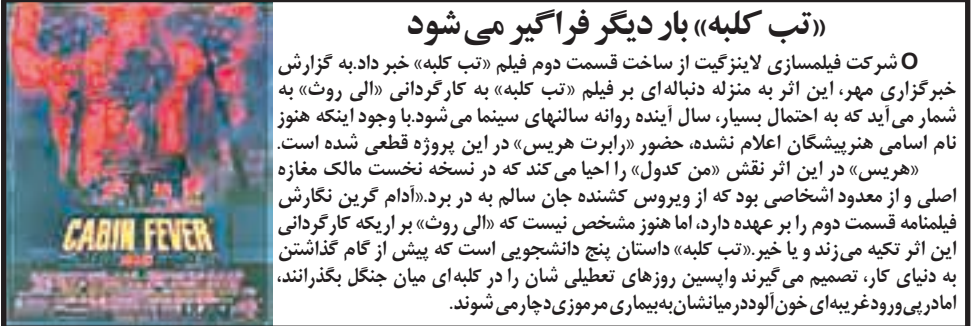 «تب کلبه» بار دیگر فراگیر می‌شود
O شرکت فیلمسازی لاینزگیت از ساخت قسمت دوم فیلم «تب کلبه» خبر داد.به گزارش
خبرگزاری مهر، این اثر به منزله دنباله‌ای بر فیلم «تب کلبه» به کارگردانی «الی روث» به
شمار می‌آید که به احتمال بسیار، سال آینده روانه سالنهای سینما می‌شود.با وجود اینکه هنوز
نام اسامی هنرپیشگان اعلام نشده، حضور «رابرت هریس» در این پروژه قطعی شده است.
«هریس» در این اثر نقش «من کدول» را احیا می‌کند که در نسخه نخست مالک مغازه
اصلی و از معدود اشخاصی بود که از ویروس کشنده جان سالم به در برد.«آدام گرین نگارش
فیلمنامه قسمت دوم را بر عهده دارد، اما هنوز مشخص نیست که «الی روث» بر اریکه کارگردانی
این اثر تکیه می‌زند و یا خیر.«تب کلبه» داستان پنج دانشجویی است که پیش از گام گذاشتن
به دنیای کار، تصمیم می‌گیرند واپسین روزهای تعطیلی شان را در کلبه‌ای میان جنگل بگذرانند،
امادرپی‌ورودغریبه‌ای خون‌آلوددرمیانشان‌به‌بیماری مرموزی‌دچارمی شوند.
CABIN FEVER